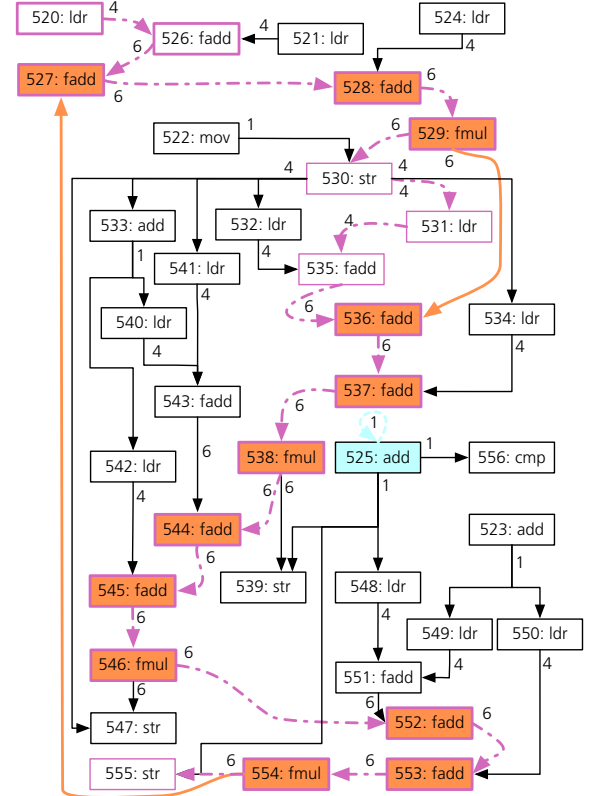 520: ldr
4
524: ldr
526: fadd
4
521: ldr
4
6
527: fadd
6
528: fadd
6
529: fmul
1
522: mov
6
6
4
530: str
4
4
533: add
532: ldr
531: ldr
4
1
4
541: ldr
535: fadd
4
540: ldr
6
536: fadd
534: ldr
4
6
4
537: fadd
543: fadd
6
1
6
538: fmul
525: add
1
556: cmp
542: ldr
6
6
1
4
544: fadd
523: add
6
1
545: fadd
539: str
548: ldr
6
4
549: ldr
550: ldr
546: fmul
6
4
4
551: fadd
6
6
547: str
552: fadd
6
555: str
6
554: fmul
6
553: fadd